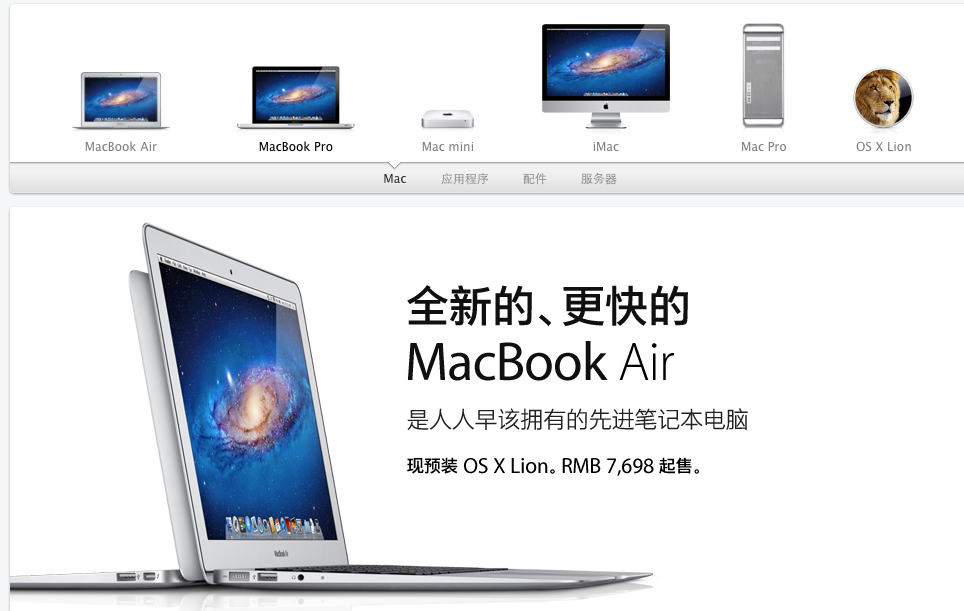 MacBook Air
MacBook Pro
Mac mini
iMac
Mac Pro
OS X Lion
Mac
应用程序
配件
服务器
全新的、更快的
MacBook Air
是人人早该拥有的先进笔记本电脑
现预装 OS X Lion。RMB 7,698 起售。
MacBook Air